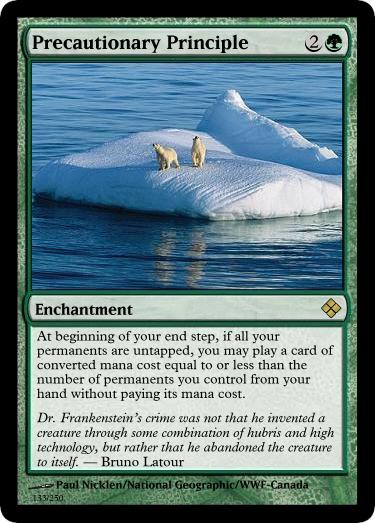 Precautionary Principle 2
Enchantment
At beginning of your end step, if all your
permanents are untapped, you may play a card of
converted mana cost equal to or less than the
number of permanents you control from your
hand without paying its mana cost.
Dr. Frankenstein's crime was not that he invented a
creature through some combination of hubris and high
technology, but rather that he abandoned the creature
to itself. — Bruno Latour
Paul Nicklen/National Geographic/WWF-Canada
133/250